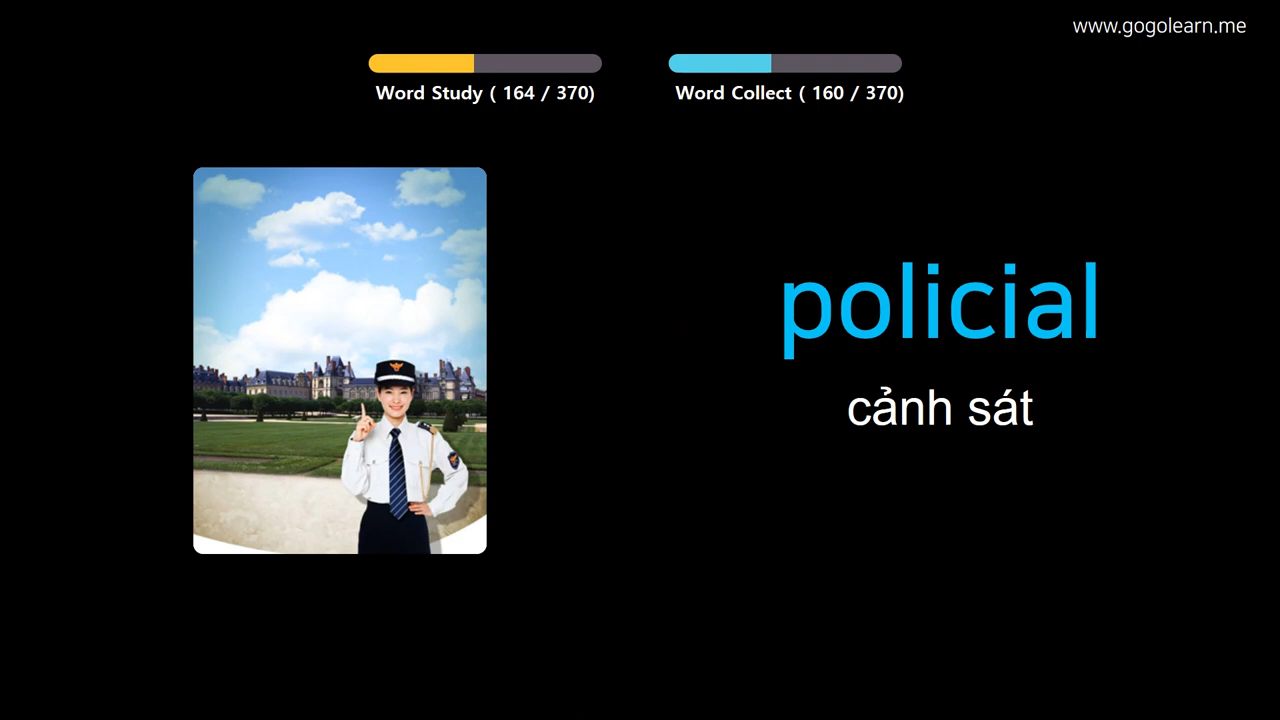 www.gogolearn.me
Word Study ( 164 / 370)
Word Collect ( 160 / 370)
policial
cảnh sát